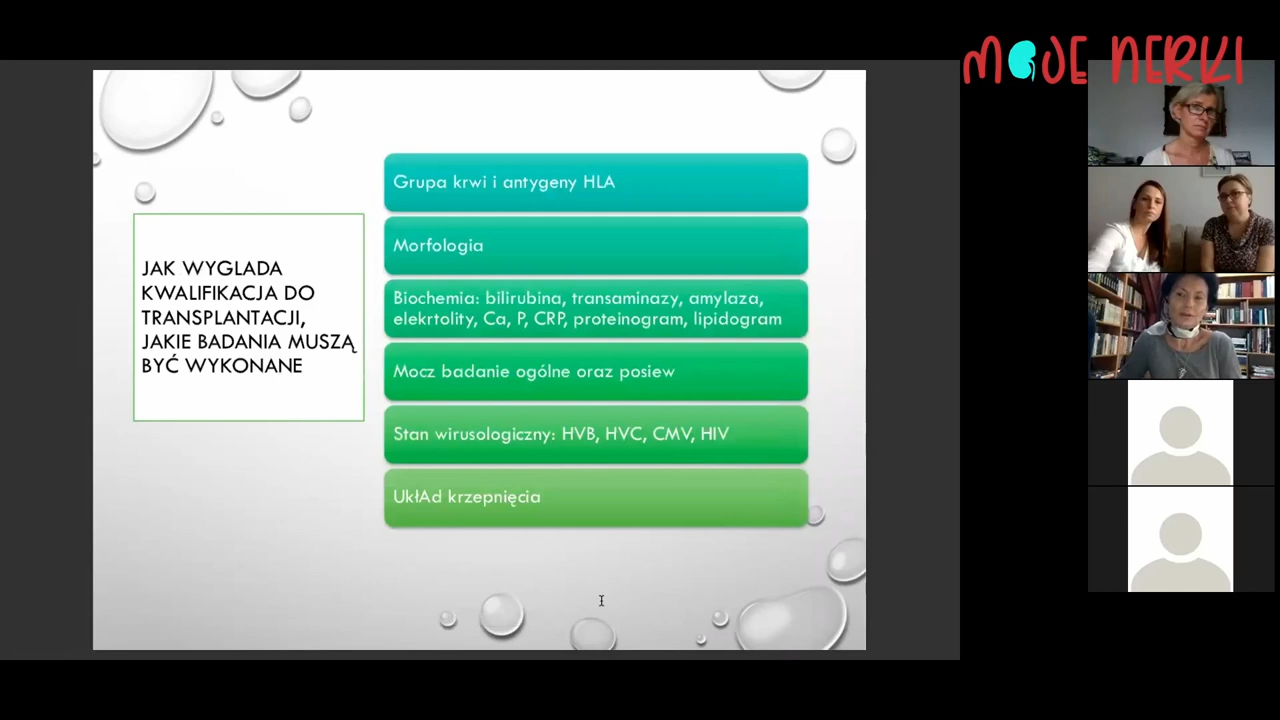 MOJE NERKI
JAK WYGLADA
KWALIFIKACJA DO
TRANSPLANTACJI,
JAKIE BADANIA MUSZĄ
BYĆ WYKONANE
Grupa krwi i antygeny HLA
Morfologia
Biochemia: bilirubina, transaminazy, amylaza,
elekrtolity, Ca, P, CRP, proteinogram, lipidogram
Mocz badanie ogólne oraz posiew
Stan wirusologiczny: HVB, HVC, CMV, HIV
UkłAd krzepnięcia